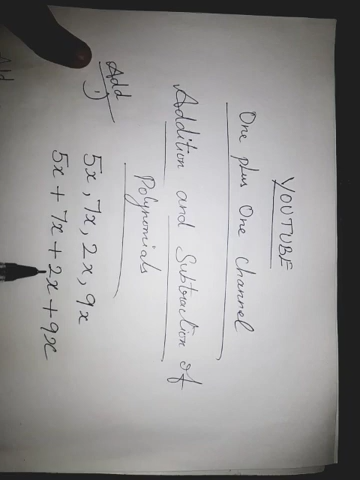 YOUTUBE
One plus One channel
Addition and Subtraction of
Polynomials
Add
i)
5x, 7x, 2x, 9x
5x + 7x + 2x + 9x